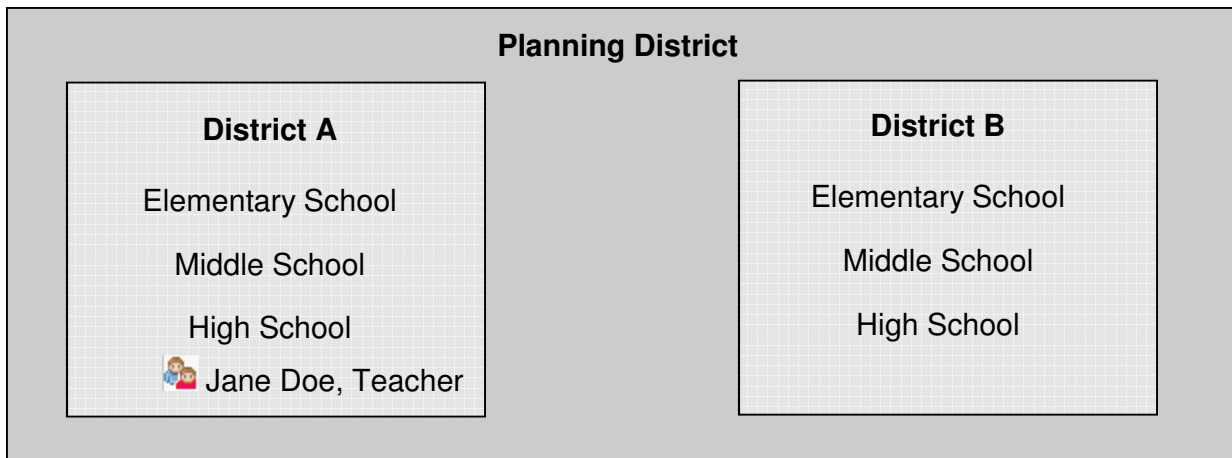 Planning District
District A
Elementary School
Middle School
High School
Jane Doe, Teacher
District B
Elementary School
Middle School
High School